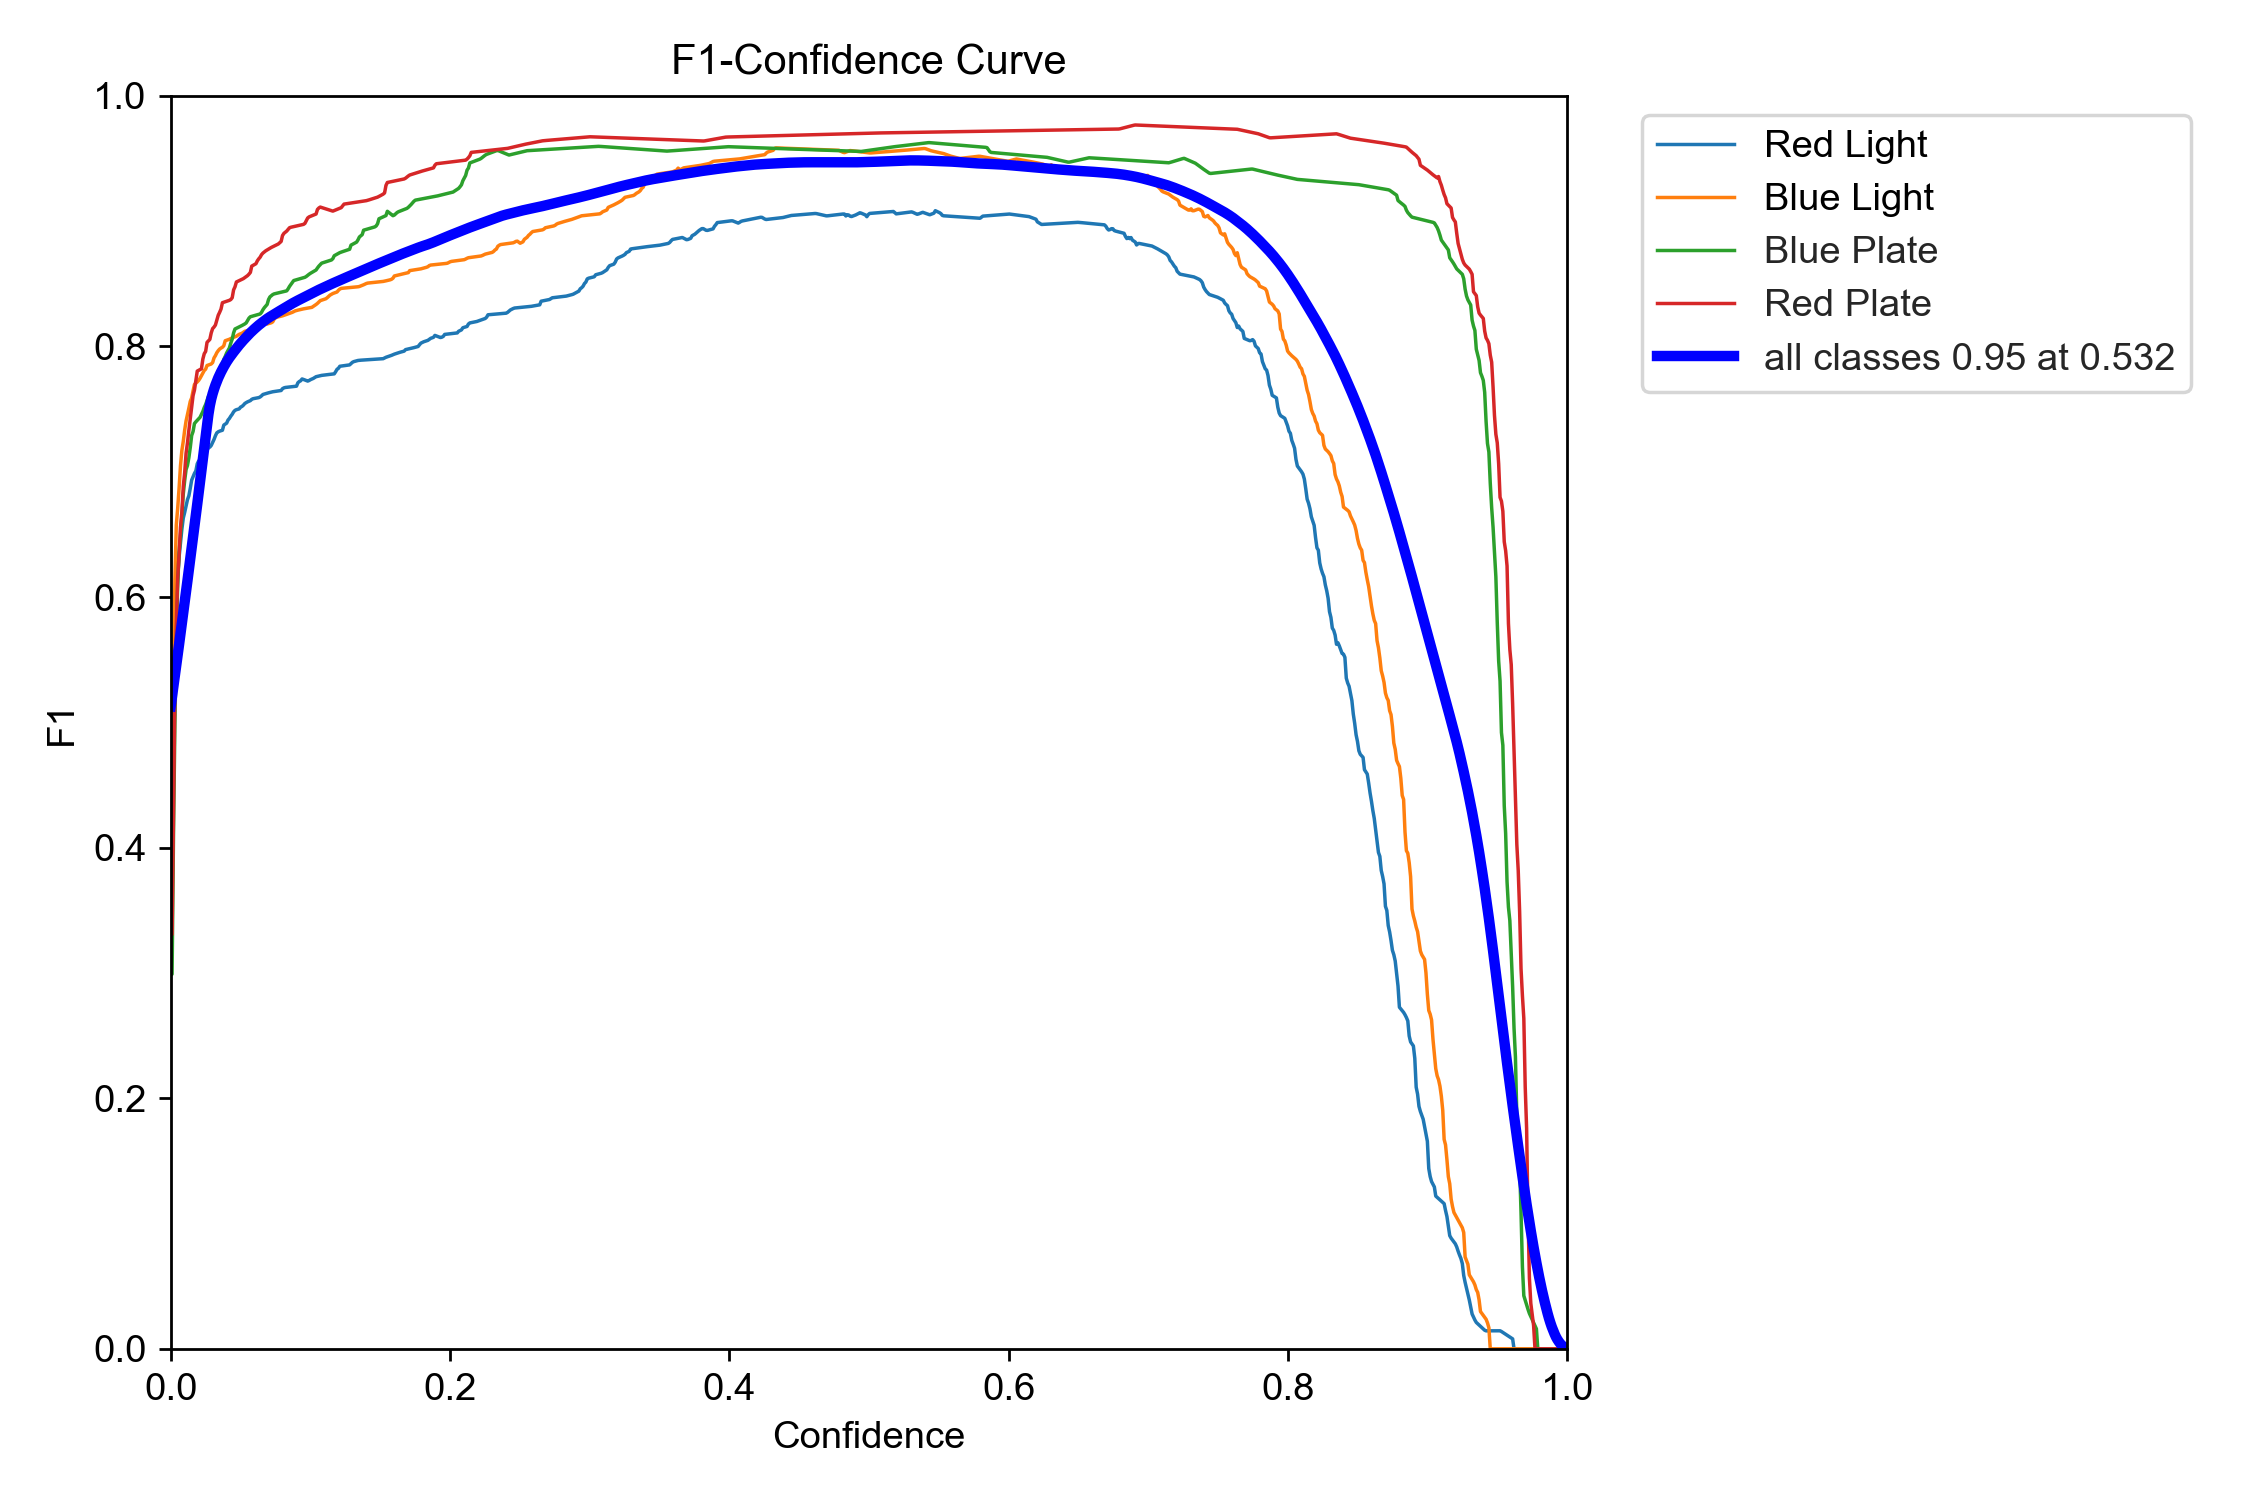 F1-Confidence Curve
1.0
0.8
0.6
0.4
0.2
0.0
F1
0.0 0.2 0.4 0.6 0.8 1.0
Confidence
Red Light
Blue Light
Blue Plate
Red Plate
all classes 0.95 at 0.532